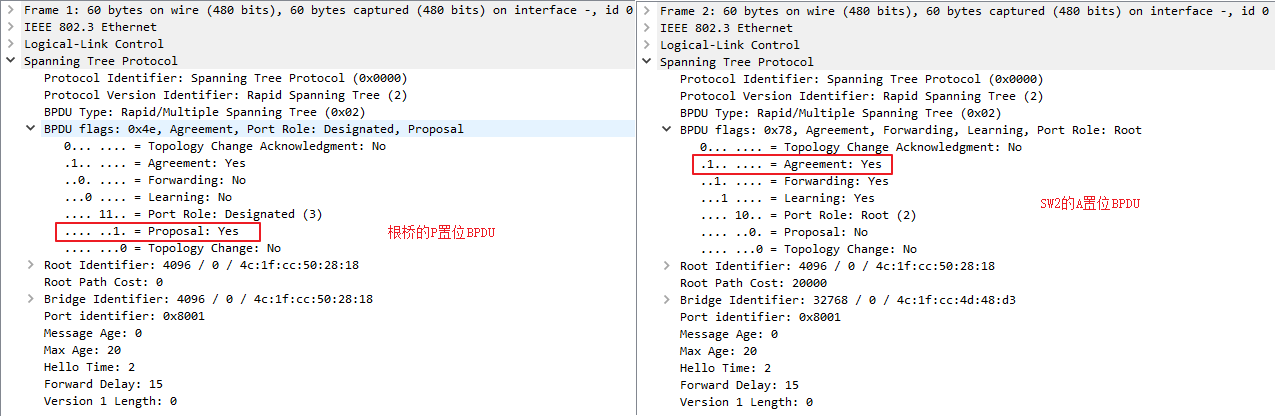 Frame 1: 60 bytes on wire (480 bits), 60 bytes captured (480 bits) on interface -, id 0
IEEE 802.3 Ethernet
Logical-Link Control
Spanning Tree Protocol
Protocol Identifier: Spanning Tree Protocol (0x0000)
Protocol Version Identifier: Rapid Spanning Tree (2)
BPDU Type: Rapid/Multiple Spanning Tree (0x02)
BPDU flags: 0x4e, Agreement, Port Role: Designated, Proposal
0... .... = Topology Change Acknowledgment: No
.1.. .... = Agreement: Yes
..0. .... = Forwarding: No
...0 .... = Learning: No
.... 11.. = Port Role: Designated (3)
.... ..1. = Proposal: Yes
根桥的P置位BPDU
.... ...0 = Topology Change: No
Root Identifier: 4096 / 0 / 4c:1f:cc:50:28:18
Root Path Cost: 0
Bridge Identifier: 4096 / 0 / 4c:1f:cc:50:28:18
Port identifier: 0x8001
Message Age: 0
Max Age: 20
Hello Time: 2
Forward Delay: 15
Version 1 Length: 0
Frame 2: 60 bytes on wire (480 bits), 60 bytes captured (480 bits) on interface -, id 0
IEEE 802.3 Ethernet
Logical-Link Control
Spanning Tree Protocol
Protocol Identifier: Spanning Tree Protocol (0x0000)
Protocol Version Identifier: Rapid Spanning Tree (2)
BPDU Type: Rapid/Multiple Spanning Tree (0x02)
BPDU flags: 0x78, Agreement, Forwarding, Learning, Port Role: Root
0... .... = Topology Change Acknowledgment: No
.1.. .... = Agreement: Yes
..1. .... = Forwarding: Yes
...1 .... = Learning: Yes
SW2的A置位BPDU
.... 10.. = Port Role: Root (2)
.... ..0. = Proposal: No
.... ...0 = Topology Change: No
Root Identifier: 4096 / 0 / 4c:1f:cc:50:28:18
Root Path Cost: 20000
Bridge Identifier: 32768 / 0 / 4c:1f:cc:4d:48:d3
Port identifier: 0x8001
Message Age: 0
Max Age: 20
Hello Time: 2
Forward Delay: 15
Version 1 Length: 0